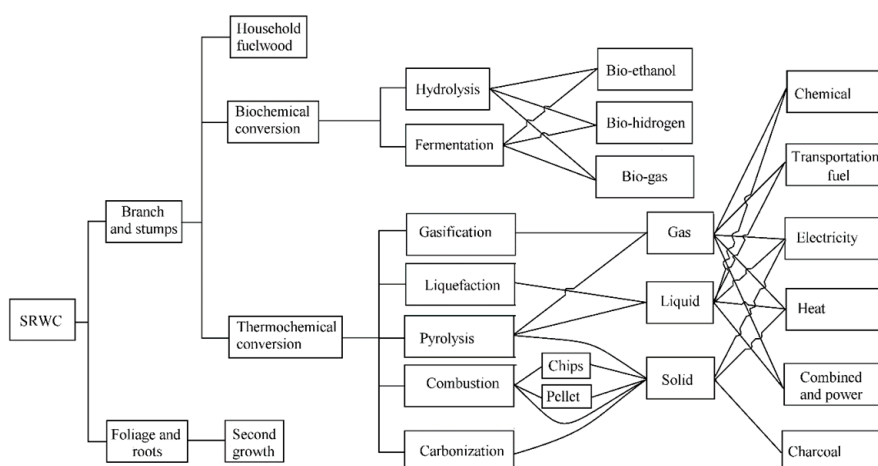 SRWC
Branch
and stumps
Foliage and
roots
Second
growth
Household
fuelwood
Biochemical
conversion
Thermochemical
conversion
Hydrolysis
Fermentation
Gasification
Liquefaction
Pyrolysis
Combustion
Carbonization
Chips
Pellet
Bio-ethanol
Bio-hidrogen
Bio-gas
Gas
Liquid
Solid
Chemical
Transportation
fuel
Electricity
Heat
Combined
and power
Charcoal